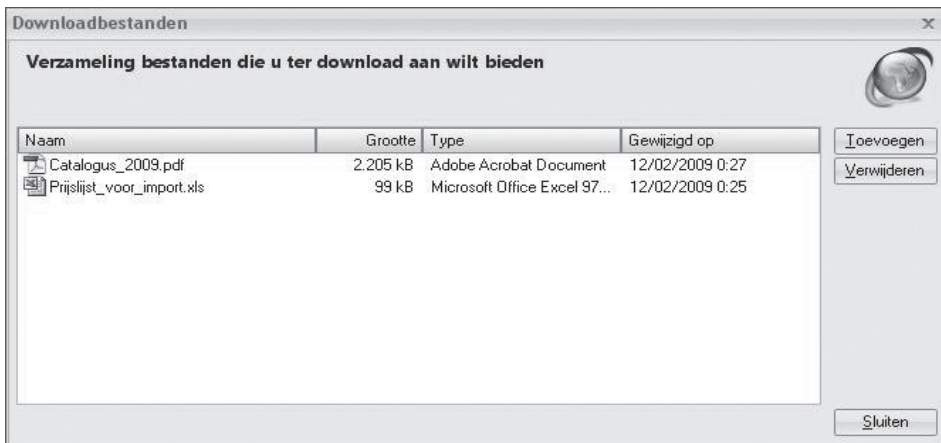 Downloadbestanden
Verzameling bestanden die u ter download aan wilt bieden
Naam Grootte Type Gewijzigd op
Catalogus_2009.pdf 2.205 kB Adobe Acrobat Document 12/02/2009 0:27
Prijslijst_voor_import.xls 99 kB Microsoft Office Excel 97... 12/02/2009 0:25
Toevoegen
Verwijderen
Sluiten